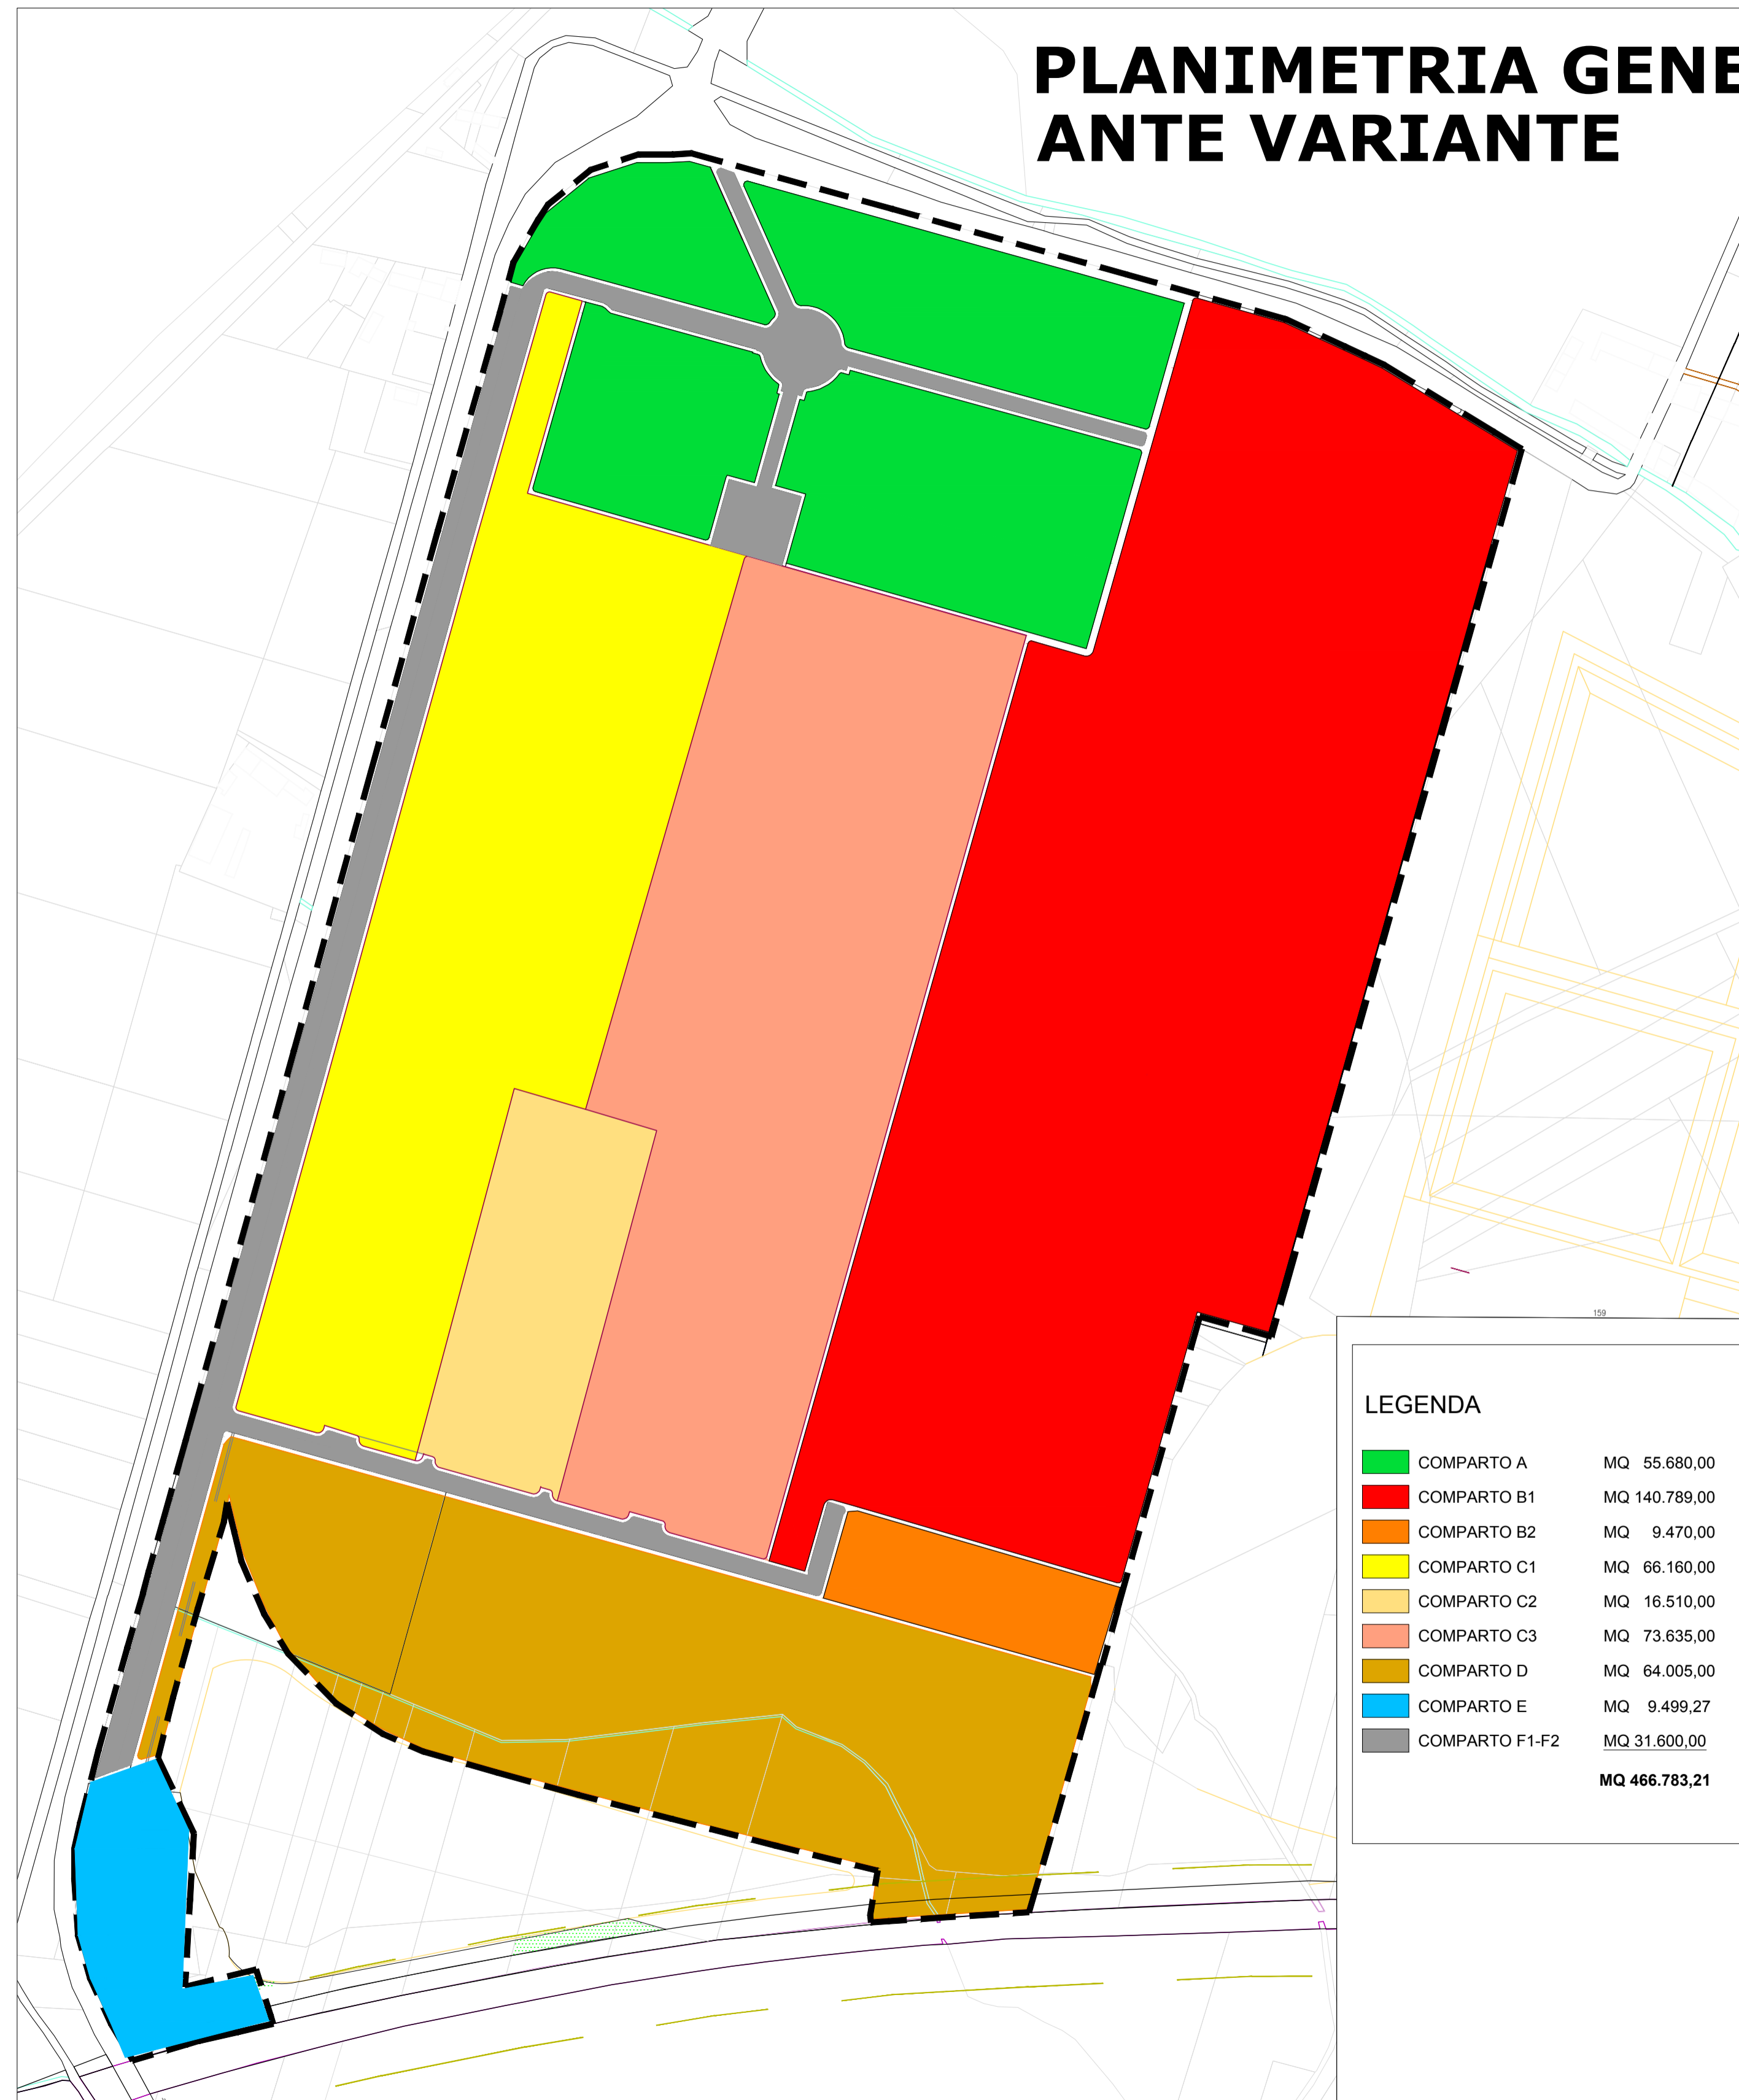 PLANIMETRIA GENE
ANTE VARIANTE
159
LEGENDA
COMPARTO A MQ 55.680,00
COMPARTO B1 MQ 140.789,00
COMPARTO B2 MQ 9.470,00
COMPARTO C1 MQ 66.160,00
COMPARTO C2 MQ 16.510,00
COMPARTO C3 MQ 73.635,00
COMPARTO D MQ 64.005,00
COMPARTO E MQ 9.499,27
COMPARTO F1-F2 MQ 31.600,00
MQ 466.783,21